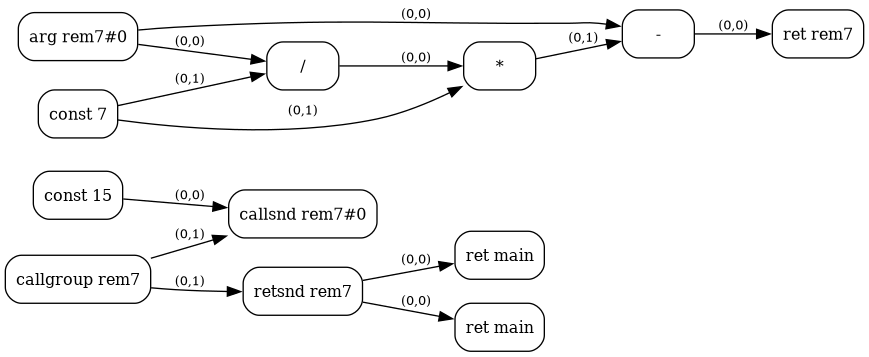 arg rem7#0
(0,0)
(0,0)
/
(0,0)
*
(0,1)
-
(0,0)
ret rem7
const 7
(0,1)
(0,1)
const 15
(0,0)
callsnd rem7#0
callgroup rem7
(0,1)
(0,1)
retsnd rem7
(0,0)
ret main
(0,0)
ret main